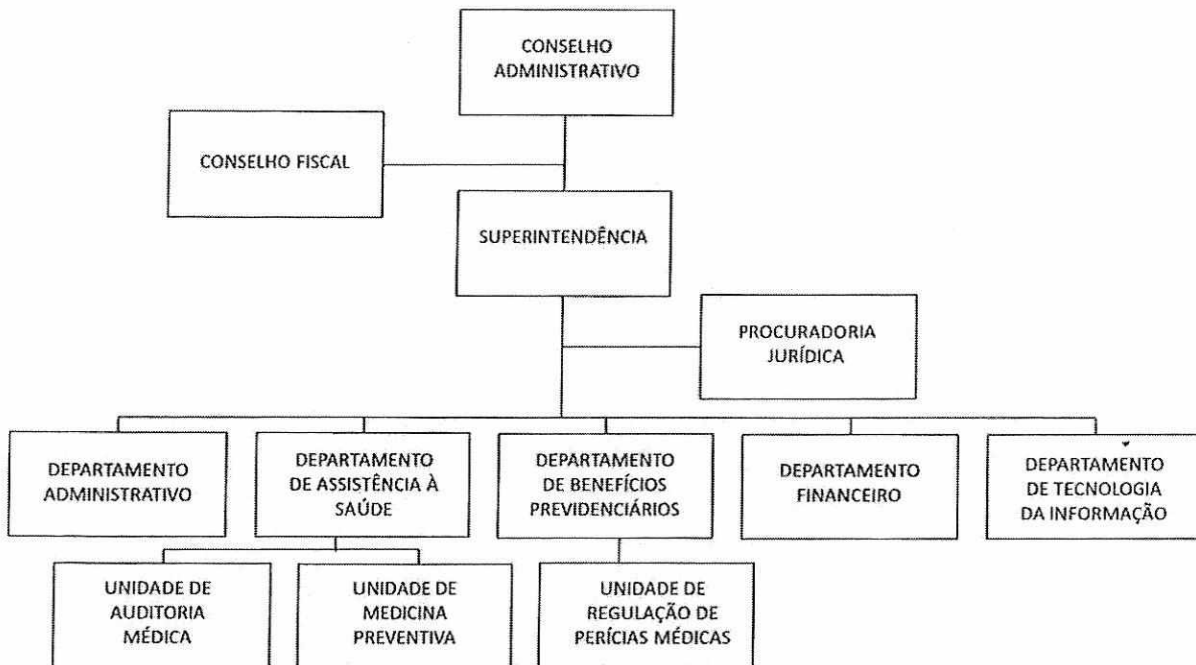 CONSELHO
ADMINISTRATIVO
CONSELHO FISCAL
SUPERINTENDÊNCIA
PROCURADORIA
JURÍDICA
DEPARTAMENTO
ADMINISTRATIVO
DEPARTAMENTO
DE ASSISTÊNCIA À
SAÚDE
DEPARTAMENTO
DE BENEFÍCIOS
PREVIDENCIÁRIOS
DEPARTAMENTO
FINANCEIRO
DEPARTAMENTO
DE TECNOLOGIA
DA INFORMAÇÃO
UNIDADE DE
AUDITORIA
MÉDICA
UNIDADE DE
MEDICINA
PREVENTIVA
UNIDADE DE
REGULAÇÃO DE
PERÍCIAS MÉDICAS